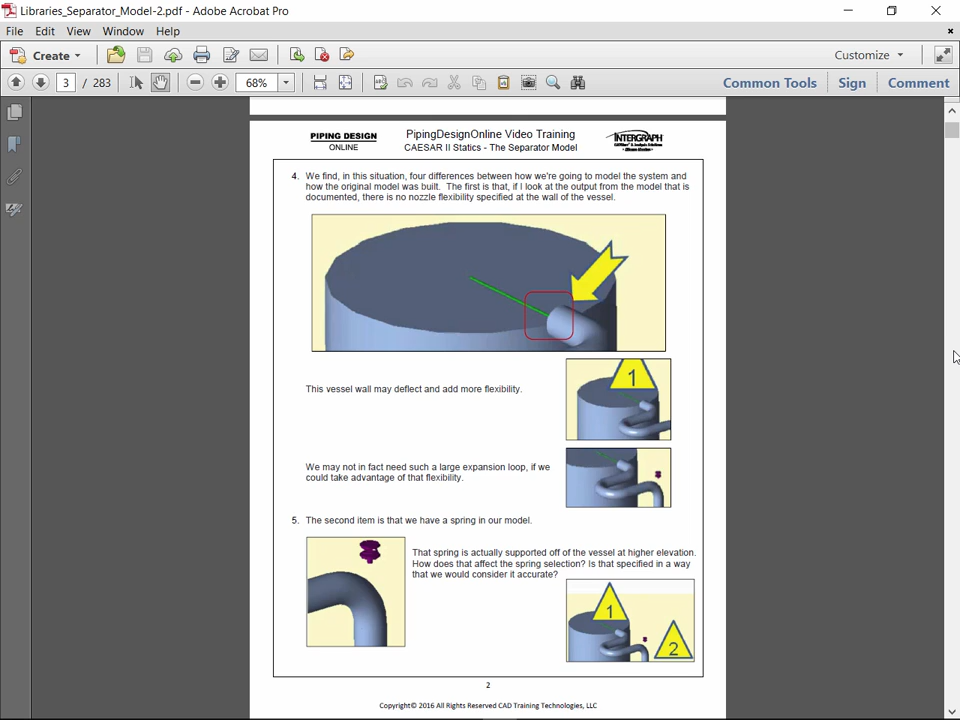 Libraries_Separator_Model-2.pdf - Adobe Acrobat Pro
File Edit View Window Help
Create
Customize
3 / 283
68%
Common Tools
Sign
Comment
PIPING DESIGN
ONLINE
PipingDesignOnline Video Training
CAESAR II Statics - The Separator Model
INTERGRAPH
4. We find, in this situation, four differences between how we're going to model the system and
how the original model was built. The first is that, if I look at the output from the model that is
documented, there is no nozzle flexibility specified at the wall of the vessel.
This vessel wall may deflect and add more flexibility.
1
We may not in fact need such a large expansion loop, if we
could take advantage of that flexibility.
5. The second item is that we have a spring in our model.
That spring is actually supported off of the vessel at higher elevation.
How does that affect the spring selection? Is that specified in a way
that we would consider it accurate?
1
2
2
Copyright© 2016 All Rights Reserved CAD Training Technologies, LLC